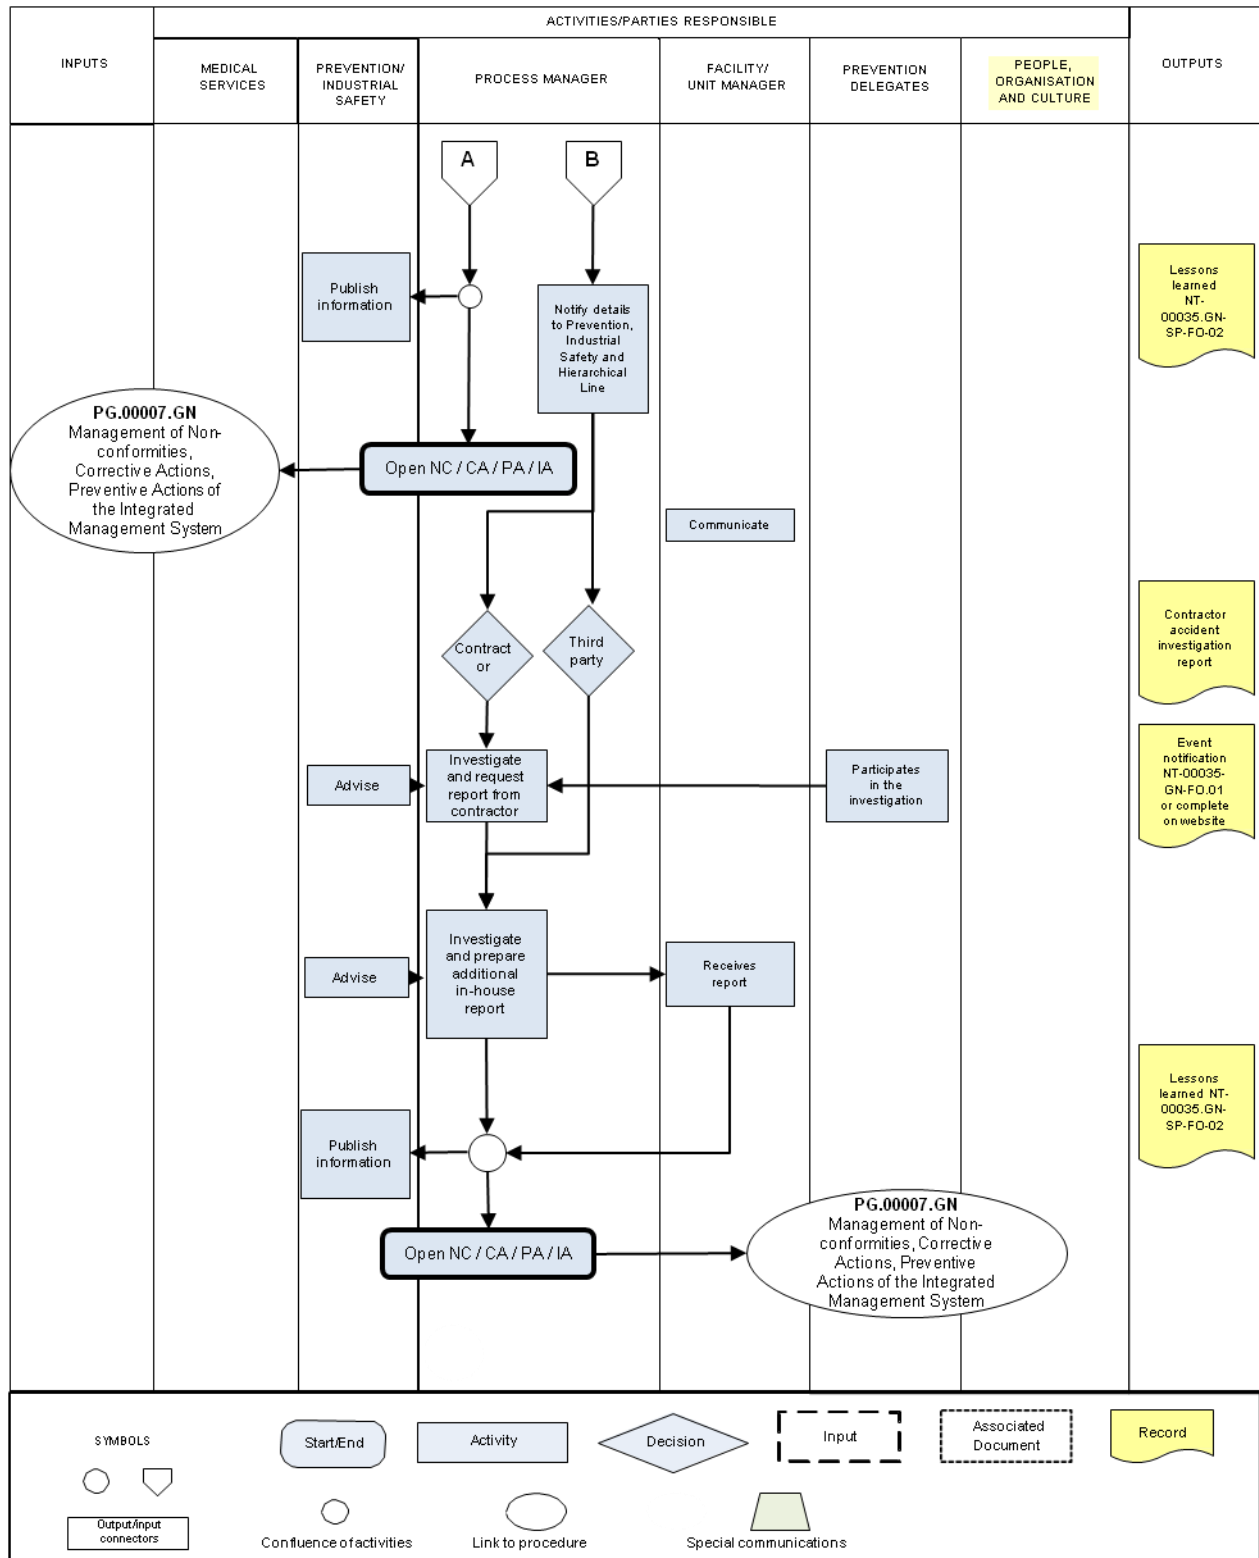 ACTIVITIES/PARTIES RESPONSIBLE
INPUTS
MEDICAL
SERVICES
PREVENTION/
INDUSTRIAL
SAFETY
PROCESS MANAGER
FACILITY/
UNIT MANAGER
PREVENTION
DELEGATES
PEOPLE,
ORGANISATION
AND CULTURE
OUTPUTS
A
B
Publish
information
Notify details
to Prevention,
Industrial
Safety and
Hierarchical
Line
Lessons
learned
NT-
00035.GN-
SP-FO-02
PG.00007.GN
Management of Non-
conformities,
Corrective Actions,
Preventive Actions of
the Integrated
Management System
Open NC / CA / PA / IA
Communicate
Contract
or
Third
party
Contractor
accident
investigation
report
Advise
Investigate
and request
report from
contractor
Participates
in the
investigation
Event
notification
NT-00035-
GN-FO.01
or complete
on website
Advise
Investigate
and prepare
additional
in-house
report
Receives
report
Publish
information
Lessons
learned NT-
00035.GN-
SP-FO-02
Open NC / CA / PA / IA
PG.00007.GN
Management of Non-
conformities, Corrective
Actions, Preventive
Actions of the Integrated
Management System
SYMBOLS
Start/End
Activity
Decision
Input
Associated
Document
Record
Output/input
connectors
Confluence of activities
Link to procedure
Special communications